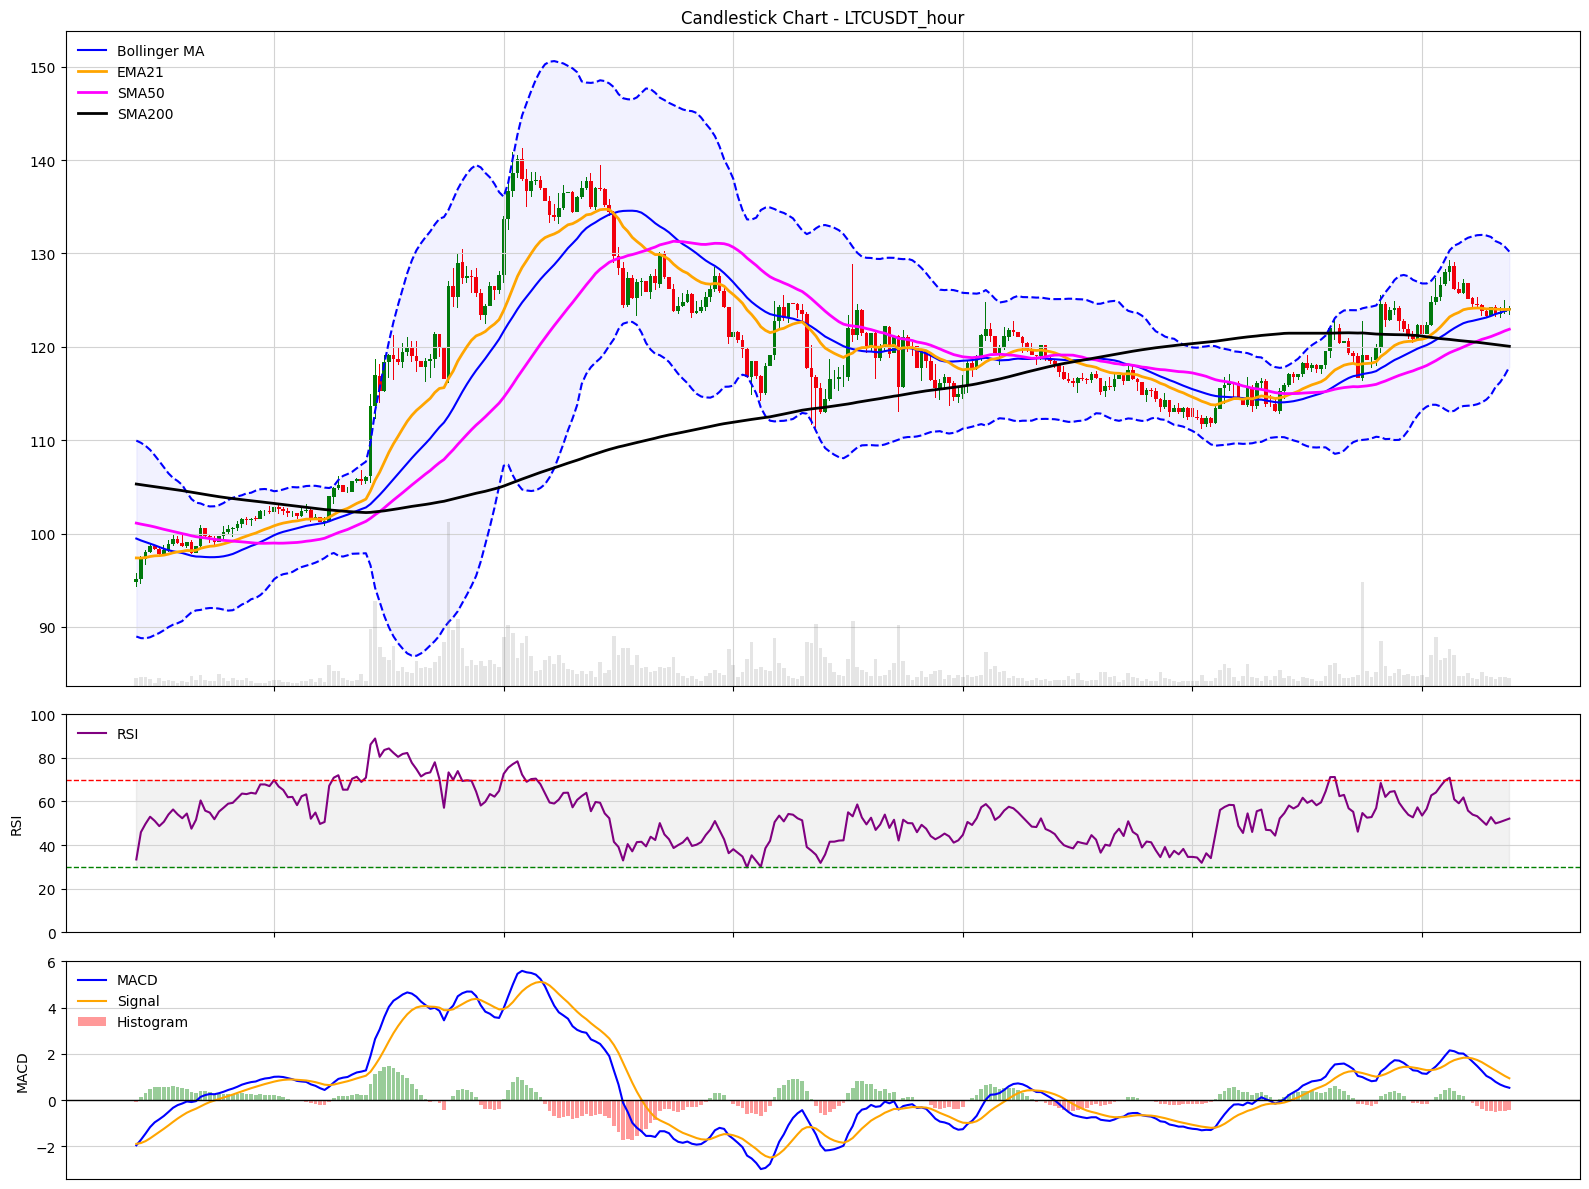 Candlestick Chart - LTCUSDT_hour
Bollinger MA
EMA21
SMA50
SMA200
150
140
130
120
110
100
90
RSI
100
80
60
40
20
0
RSI
MACD
Signal
Histogram
6
4
2
0
−2
MACD